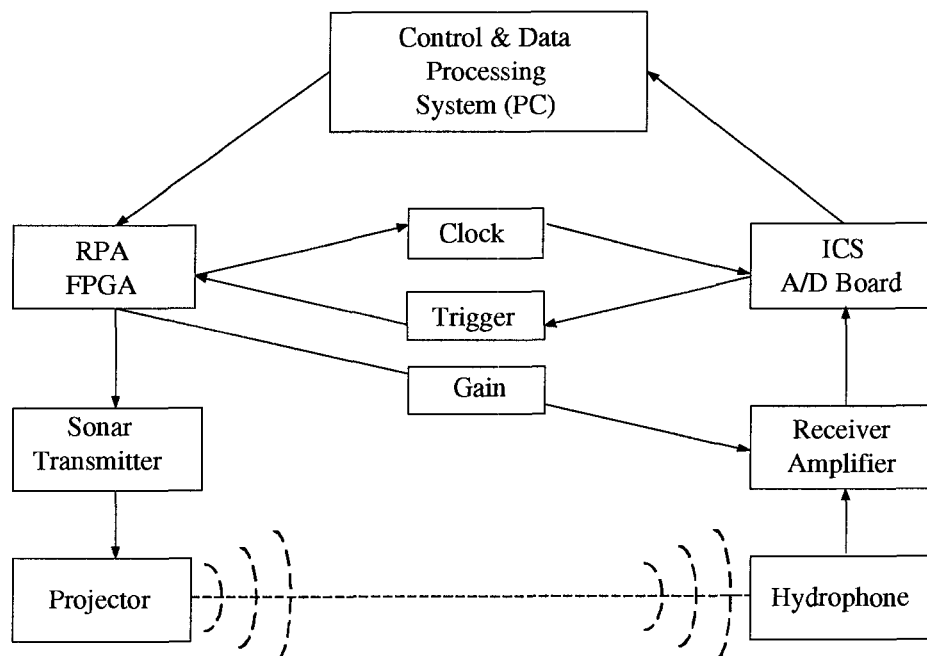 Control & Data
Processing
System (PC)
RPA
FPGA
Clock
ICS
A/D Board
Trigger
Gain
Sonar
Transmitter
Receiver
Amplifier
Projector
Hydrophone